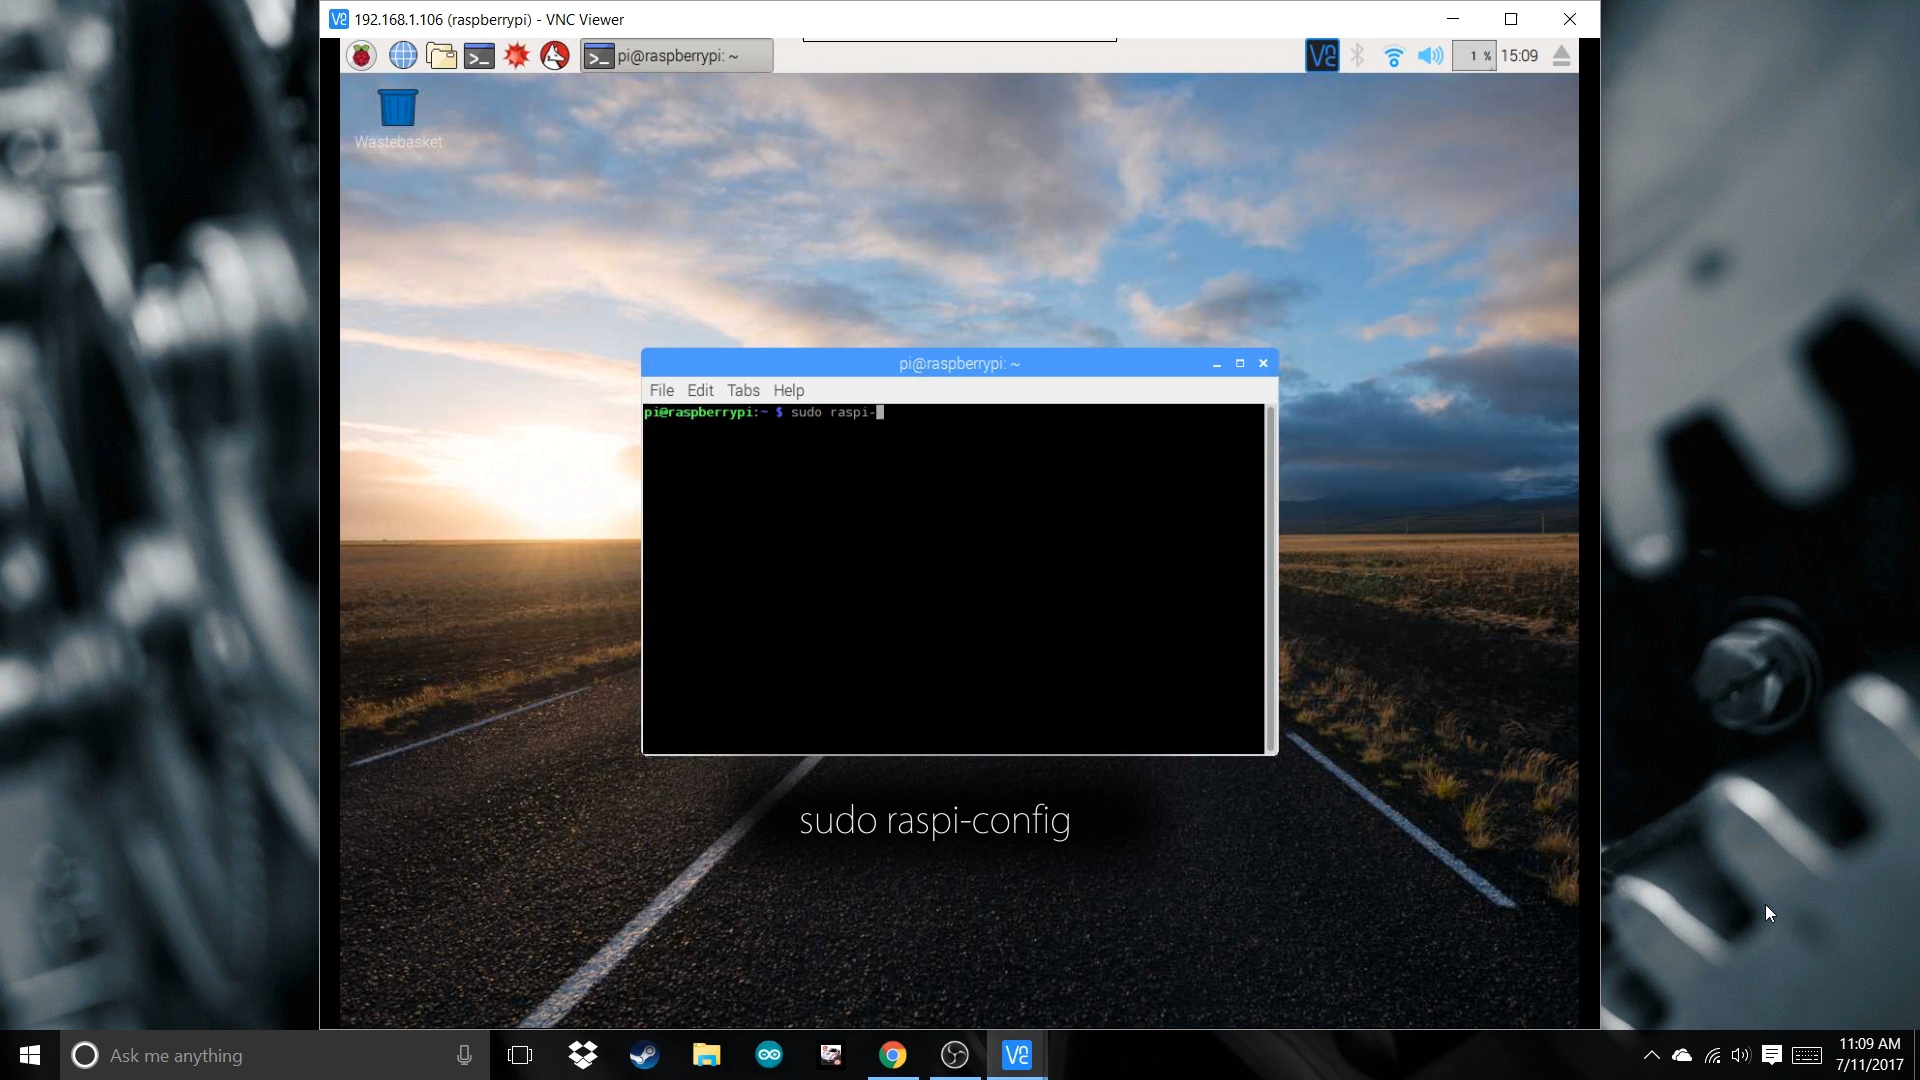 192.168.1.106 (raspberrypi) - VNC Viewer
pi@raspberrypi: ~
1 %
15:09
Wastebasket
pi@raspberrypi: ~
File Edit Tabs Help
pi@raspberrypi:~ $ sudo raspi-
sudo raspi-config
Ask me anything
11:09 AM
7/11/2017